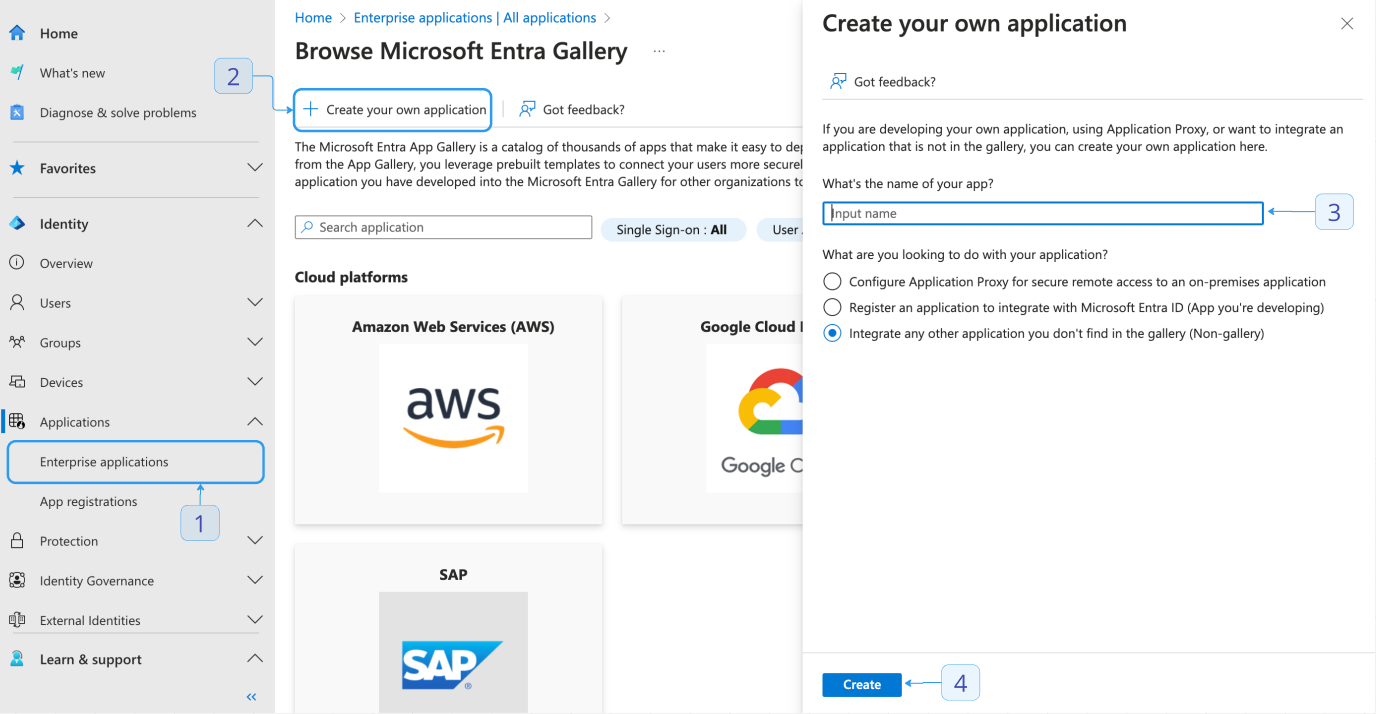 Home
What's new
Diagnose & solve problems
Favorites
Identity
Overview
Users
Groups
Devices
Applications
Enterprise applications
App registrations
1
Protection
Identity Governance
External Identities
Learn & support
«
2
Home > Enterprise applications | All applications >
Browse Microsoft Entra Gallery ...
+ Create your own application
Got feedback?
The Microsoft Entra App Gallery is a catalog of thousands of apps that make it easy to
from the App Gallery, you leverage prebuilt templates to connect your users more
application you have developed into the Microsoft Entra Gallery for other organizations
Search application
Single Sign-on : All
User
Cloud platforms
Amazon Web Services (AWS)
aws
Google Cloud
Google
SAP
SAP®
Create your own application
Got feedback?
If you are developing your own application, using Application Proxy, or want to integrate an
application that is not in the gallery, you can create your own application here.
What's the name of your app?
Input name
3
What are you looking to do with your application?
Configure Application Proxy for secure remote access to an on-premises application
Register an application to integrate with Microsoft Entra ID (App you're developing)
Integrate any other application you don't find in the gallery (Non-gallery)
Create
4